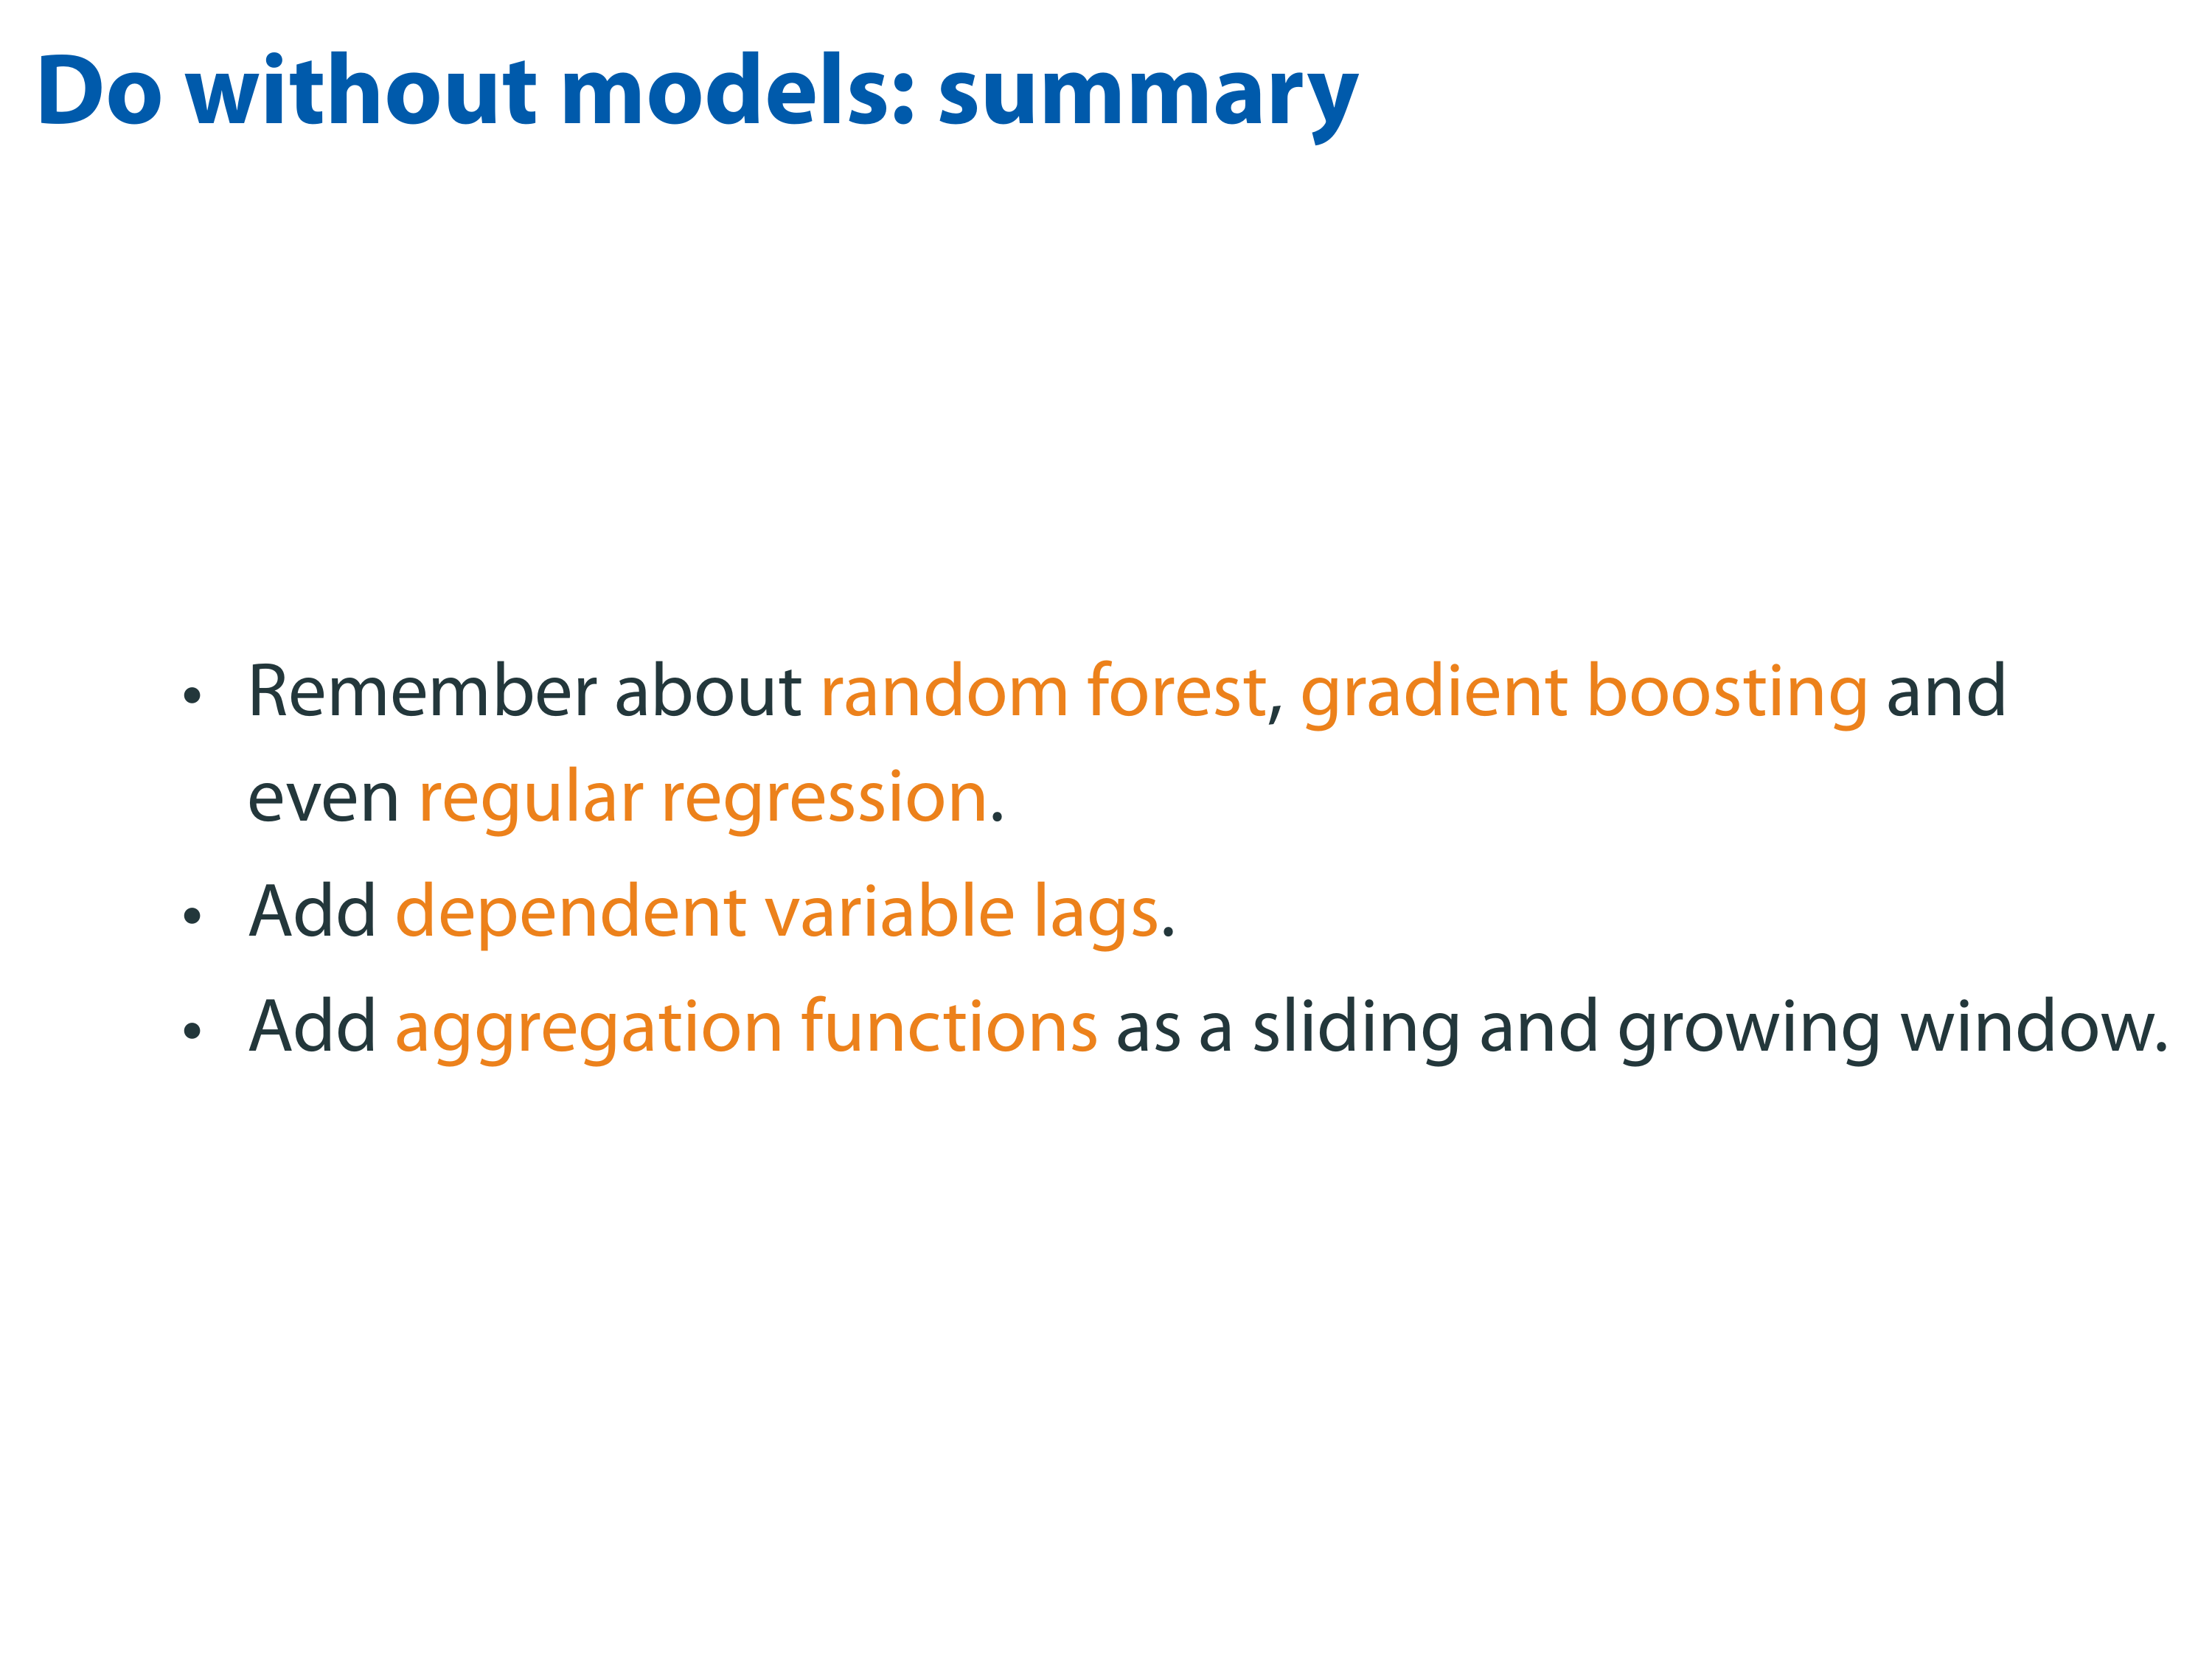 Do without models: summary
• Remember about random forest, gradient boosting and
even regular regression.
• Add dependent variable lags.
• Add aggregation functions as a sliding and growing window.